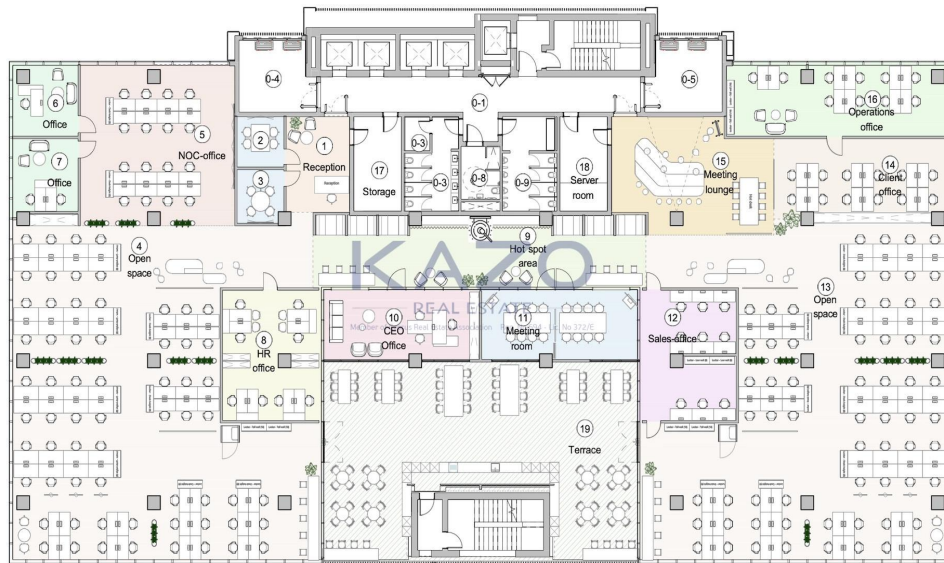 0-4
0-5
0-1
6
Office
5
NOC-office
7
Office
2
3
1
Reception
Reception
17
Storage
0-3
0-3
0-8
0-9
18
Server
room
15
Meeting
lounge
16
Operations
office
14
Client
office
4
Open
space
9
Hot spot
area
KAZO
REAL ESTATE
13
Open
space
8
HR
office
10
CEO
Office
11
Meeting
room
12
Sales-office
19
Terrace